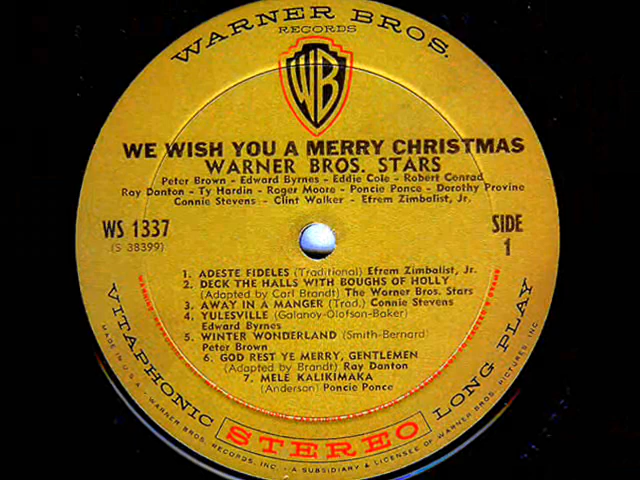 WARNER BROS.
RECORDS
WB
WE WISH YOU A MERRY CHRISTMAS
WARNER BROS. STARS
Peter Brown - Edward Byrnes - Eddie Cole - Robert Conrad
Ray Danton - Ty Hardin - Roger Moore - Poncie Ponce - Dorothy Provine
Connie Stevens - Clint Walker - Efrem Zimbalist, Jr.
WS 1337
(S 38399)
SIDE
1
1. ADESTE FIDELES (Traditional) Efrem Zimbalist, Jr.
2. DECK THE HALLS WITH BOUGHS OF HOLLY
(Adapted by Carl Brandt) The Warner Bros. Stars
3. AWAY IN A MANGER (Trad.) Connie Stevens
4. YULESVILLE (Galanoy-Olofson-Baker)
Edward Byrnes
5. WINTER WONDERLAND (Smith-Bernard)
Peter Brown
6. GOD REST YE MERRY, GENTLEMEN
(Adapted by Brandt) Ray Danton
7. MELE KALIKIMAKA
(Anderson) Poncie Ponce
VITAPHONIC STEREO LONG PLAY
MADE IN U.S.A. • WARNER BROS. RECORDS, INC. - A SUBSIDIARY & LICENSEE OF WARNER BROS. PICTURES, INC.